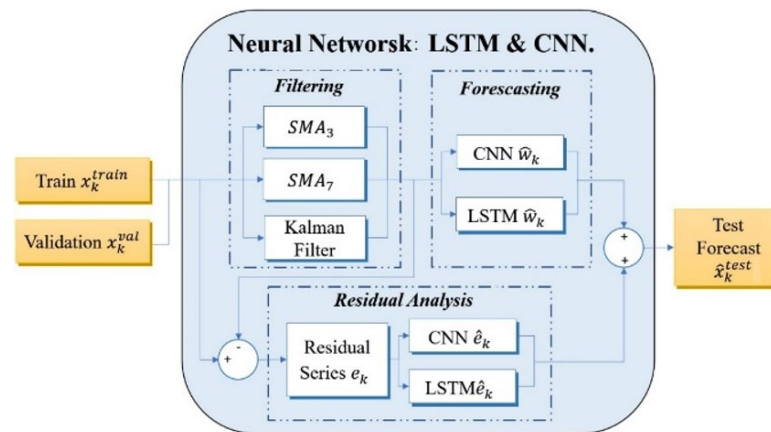 Neural Networsk: LSTM & CNN.
Filtering
Forescasting
SMA₃
SMA₇
Kalman
Filter
CNN ŵₖ
LSTM ŵₖ
Train xₖᵗʳᵃⁱⁿ
Validation xₖᵛᵃˡ
+
+
Test
Forecast
x̂ₖᵗᵉˢᵗ
Residual Analysis
-
+
Residual
Series eₖ
CNN êₖ
LSTMêₖ